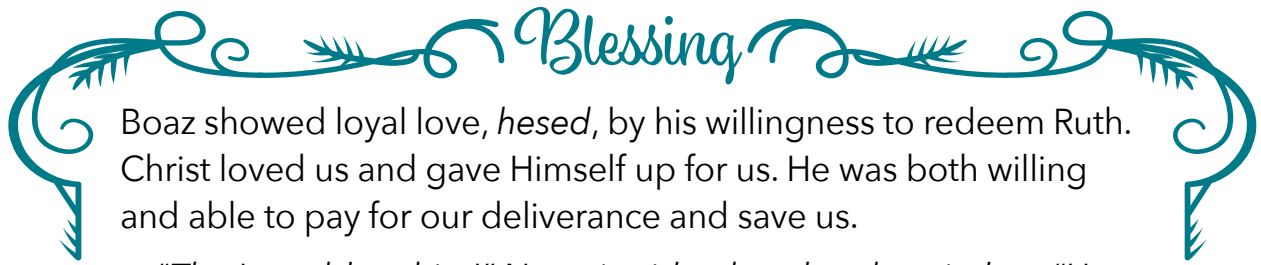 Blessing
Boaz showed loyal love, hesed, by his willingness to redeem Ruth.
Christ loved us and gave Himself up for us. He was both willing
and able to pay for our deliverance and save us.